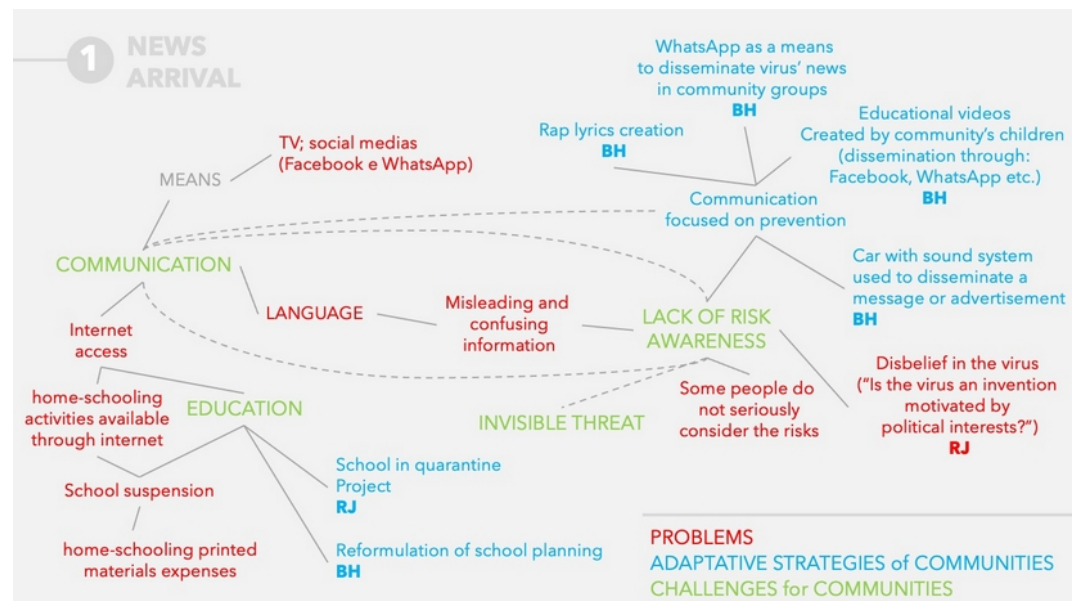 1
NEWS
ARRIVAL
WhatsApp as a means
to disseminate virus' news
in community groups
BH
Rap lyrics creation
BH
Educational videos
Created by community's children
(dissemination through:
Facebook, WhatsApp etc.)
BH
TV; social medias
(Facebook e WhatsApp)
MEANS
Communication
focused on prevention
COMMUNICATION
Car with sound system
used to disseminate a
message or advertisement
BH
LANGUAGE
Misleading and
confusing
information
LACK OF RISK
AWARENESS
Internet
access
Disbelief in the virus
("Is the virus an invention
motivated by
political interests?")
RJ
home-schooling
activities available
through internet
EDUCATION
INVISIBLE THREAT
Some people do
not seriously
consider the risks
School suspension
School in quarantine
Project
RJ
home-schooling printed
materials expenses
Reformulation of school planning
BH
PROBLEMS
ADAPTATIVE STRATEGIES of COMMUNITIES
CHALLENGES for COMMUNITIES